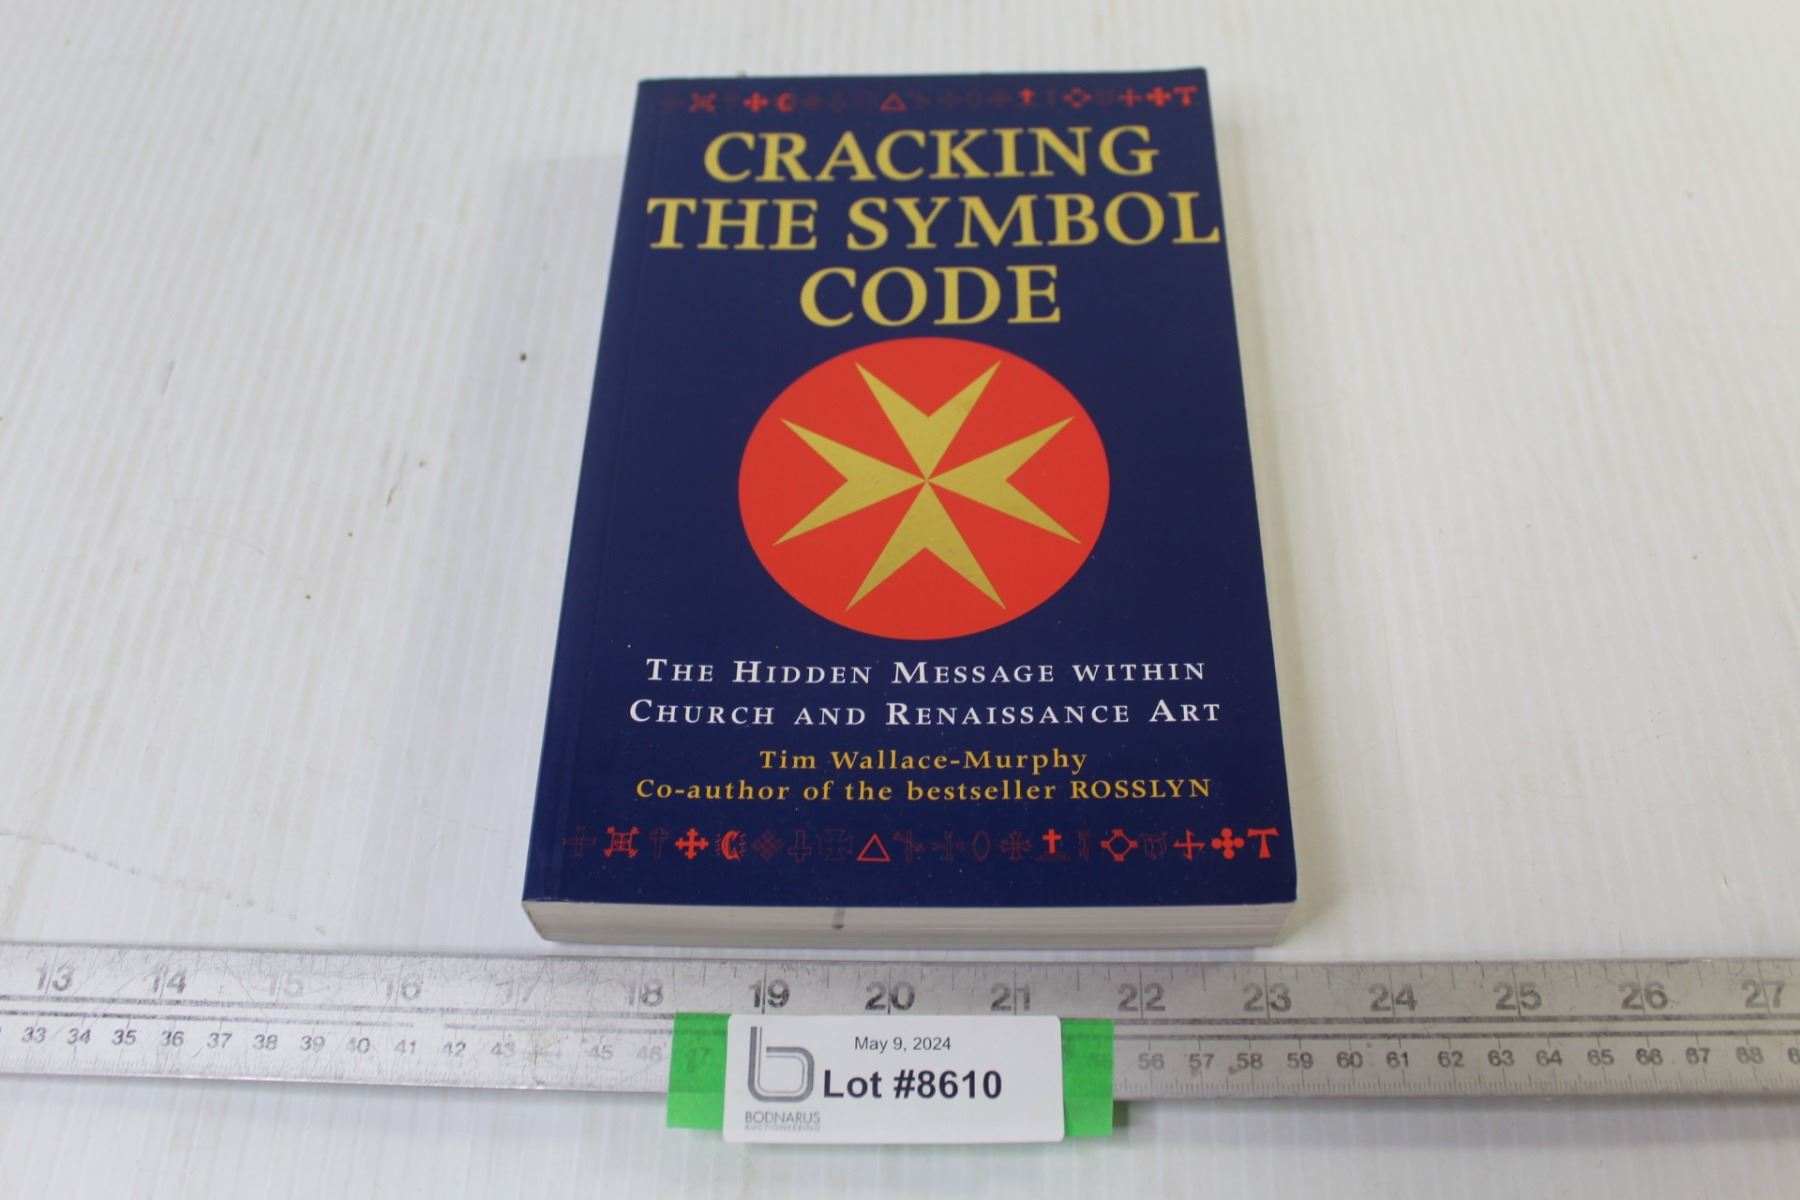 CRACKING
THE SYMBOL
CODE
THE HIDDEN MESSAGE WITHIN
CHURCH AND RENAISSANCE ART
Tim Wallace-Murphy
Co-author of the bestseller ROSSLYN
13 14 15 16 17 18 19 20 21 22 23 24 25 26 27
33 34 35 36 37 38 39 40 41 42 43 45 46 47 56 57 58 59 60 61 62 63 64 65 66 67 68
May 9, 2024
Lot #8610
BODNARUS
AUCTIONEERING